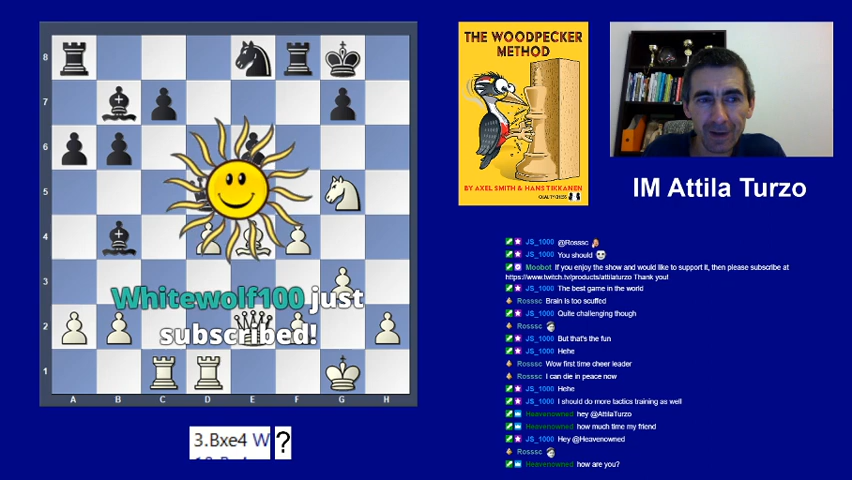 8
7
6
5
4
3
2
1
A B C D E F G H
Whitewolf100 just
subscribed!
3.Bxe4 W
?
THE WOODPECKER
METHOD
BY AXEL SMITH & HANS TIKKANEN
QUALITY CHESS
IM Attila Turzo
JS_1000 @Rosssc
JS_1000 You should
Moobot If you enjoy the show and would like to support it, then please subscribe at
https://www.twitch.tv/products/attilaturzo Thank you!
JS_1000 The best game in the world
Rosssc Brain is too scuffed
JS_1000 Quite challenging though
Rosssc
JS_1000 But that's the fun
JS_1000 Hehe
Rosssc Wow first time cheer leader
Rosssc I can die in peace now
JS_1000 Hehe
JS_1000 I should do more tactics training as well
Heavenowned hey @AttilaTurzo
Heavenowned how much time my friend
JS_1000 Hey @Heavenowned
Rosssc
Heavenowned how are you?